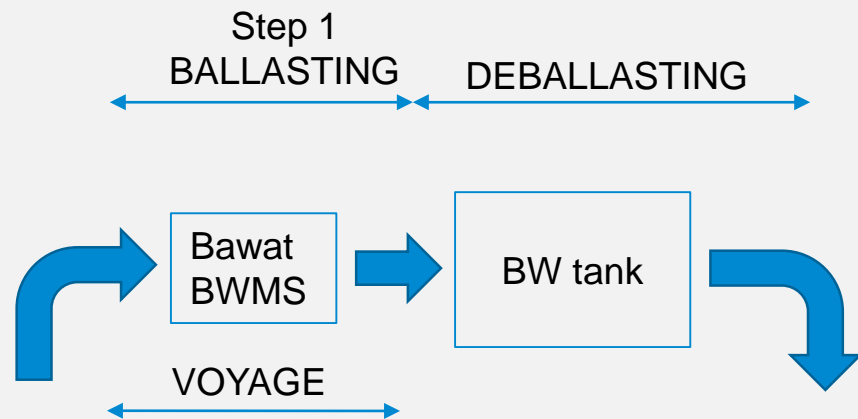 Step 1
BALLASTING
DEBALLASTING
Bawat
BWMS
BW tank
VOYAGE